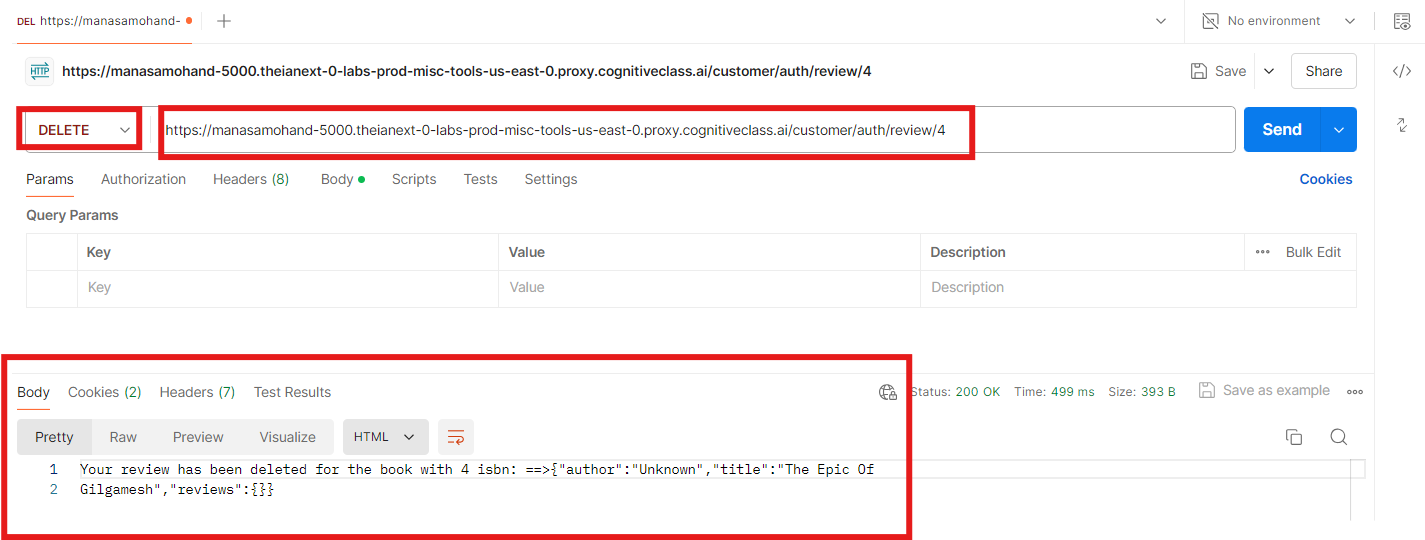 DEL https://manasamohand-
No environment
HTTP https://manasamohand-5000.theianext-0-labs-prod-misc-tools-us-east-0.proxy.cognitiveclass.ai/customer/auth/review/4
Save Share
DELETE https://manasamohand-5000.theianext-0-labs-prod-misc-tools-us-east-0.proxy.cognitiveclass.ai/customer/auth/review/4 Send
Params Authorization Headers (8) Body Scripts Tests Settings Cookies
Query Params
Key Value Description Bulk Edit
Key Value Description
Body Cookies (2) Headers (7) Test Results Status: 200 OK Time: 499 ms Size: 393 B Save as example
Pretty Raw Preview Visualize HTML
1 Your review has been deleted for the book with 4 isbn: ==>{"author":"Unknown","title":"The Epic Of
2 Gilgamesh","reviews":{}}